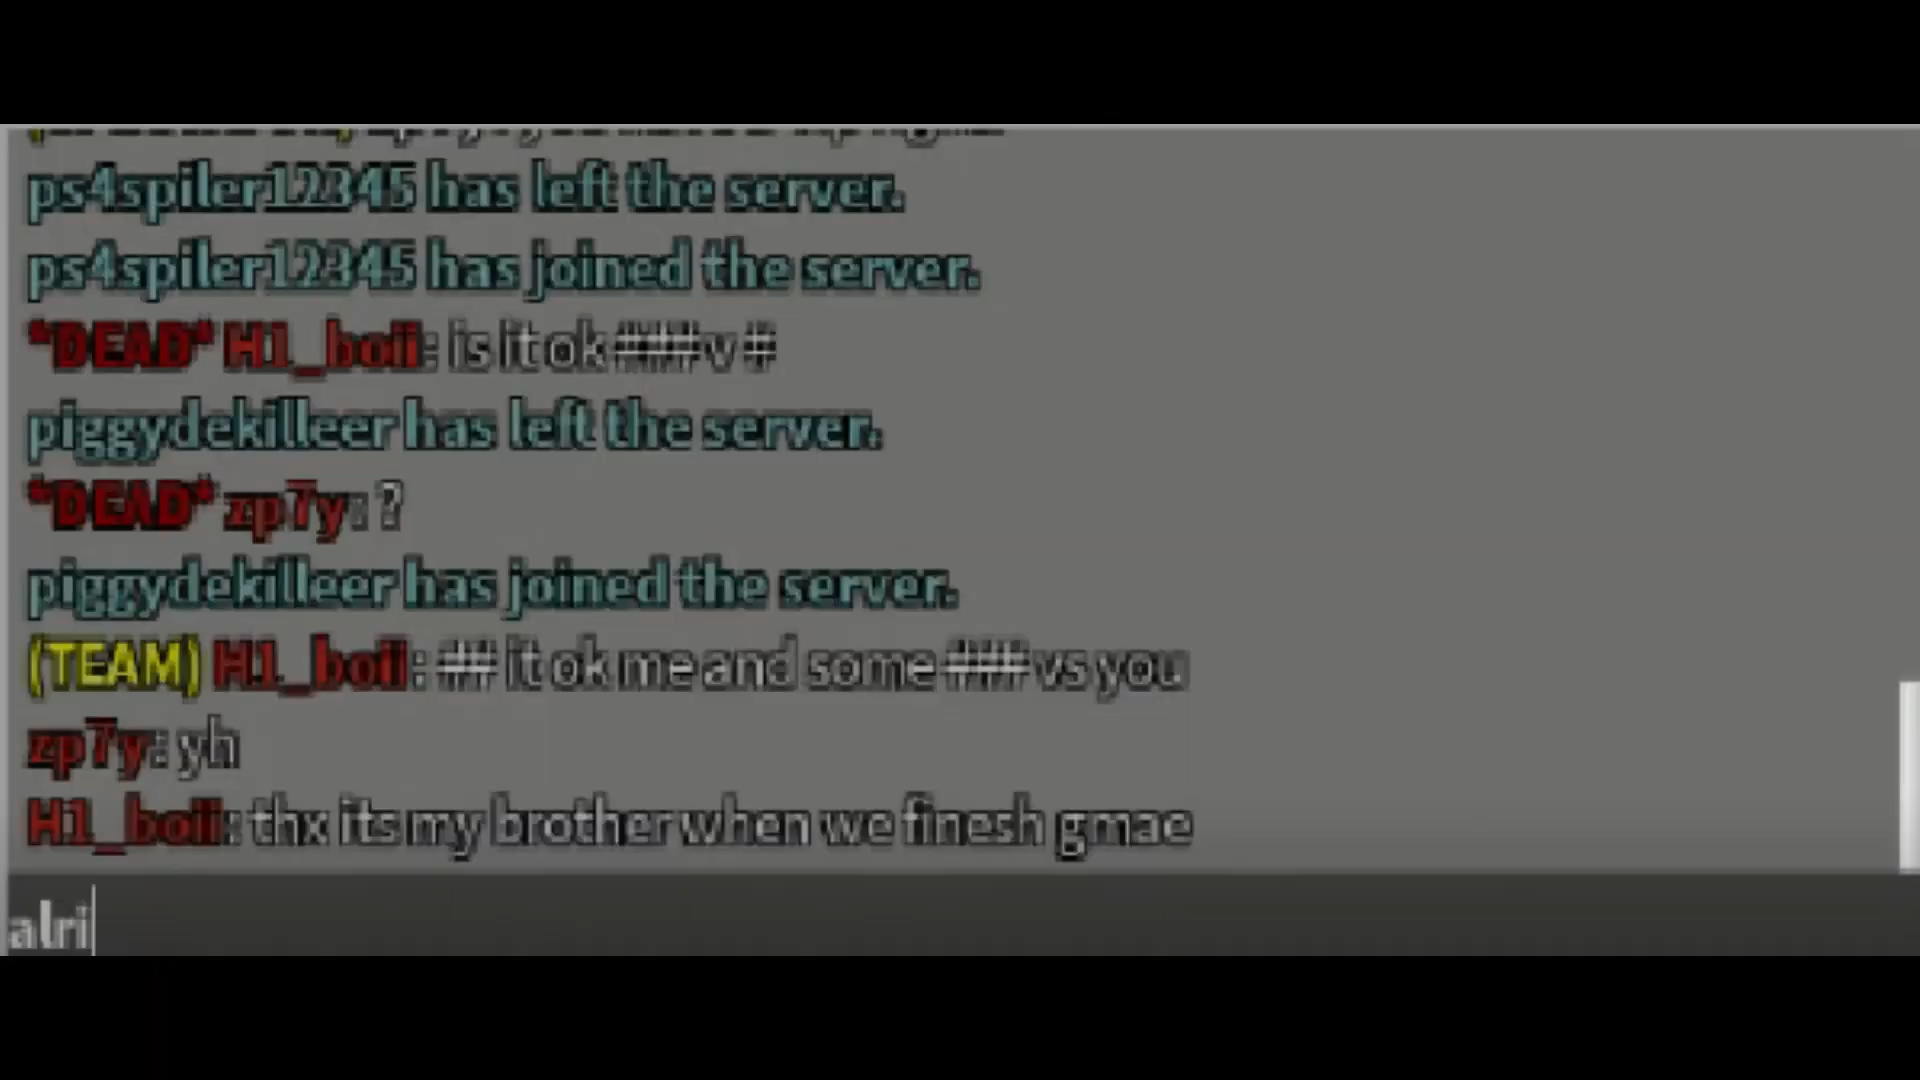 ps4spiler12345 has left the server.
ps4spiler12345 has joined the server.
*DEAD* H1_boii: is it ok ### v #
piggydekilleer has left the server.
*DEAD* zp7y: ?
piggydekilleer has joined the server.
(TEAM) H1_boii: ## it ok me and some ### vs you
zp7y: yh
H1_boii: thx its my brother when we finesh gmae
alri